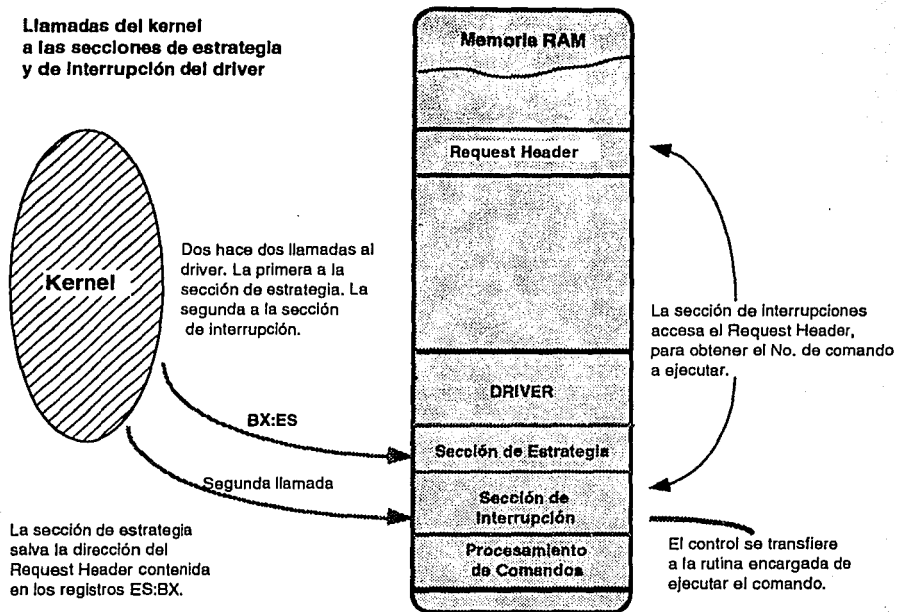 Llamadas del kernel
a las secciones de estrategia
y de interrupción del driver
Memoria RAM
Request Header
Kernel
Dos hace dos llamadas al
driver. La primera a la
sección de estrategia. La
segunda a la sección
de interrupción.
La sección de interrupciones
accesa el Request Header,
para obtener el No. de comando
a ejecutar.
DRIVER
BX:ES
Sección de Estrategia
Segunda llamada
Sección de
Interrupción
La sección de estrategia
salva la dirección del
Request Header contenida
en los registros ES:BX.
Procesamiento
de Comandos
El control se transfiere
a la rutina encargada de
ejecutar el comando.